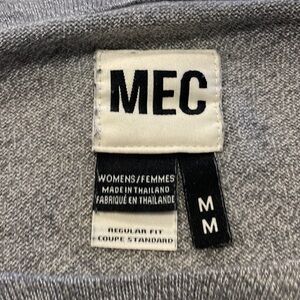 MEC
WOMENS/FEMMES
MADE IN THAILAND
FABRIQUÉ EN THAÏLANDE
REGULAR FIT
COUPE STANDARD
M
M